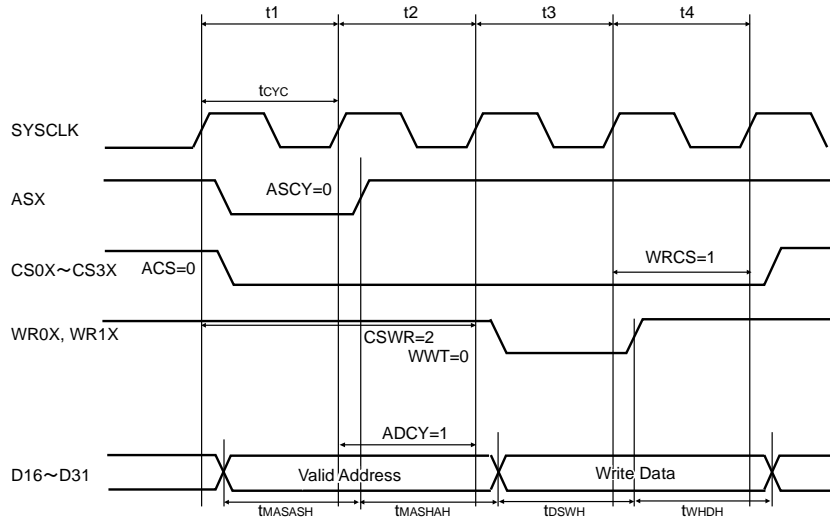 t1 t2 t3 t4
tCYC
SYSCLK
ASX
ASCY=0
CS0X～CS3X
ACS=0
WRCS=1
WR0X, WR1X
CSWR=2
WWT=0
ADCY=1
D16～D31
Valid Address
Write Data
tMASASH tMASHAH tDSWH tWHDH